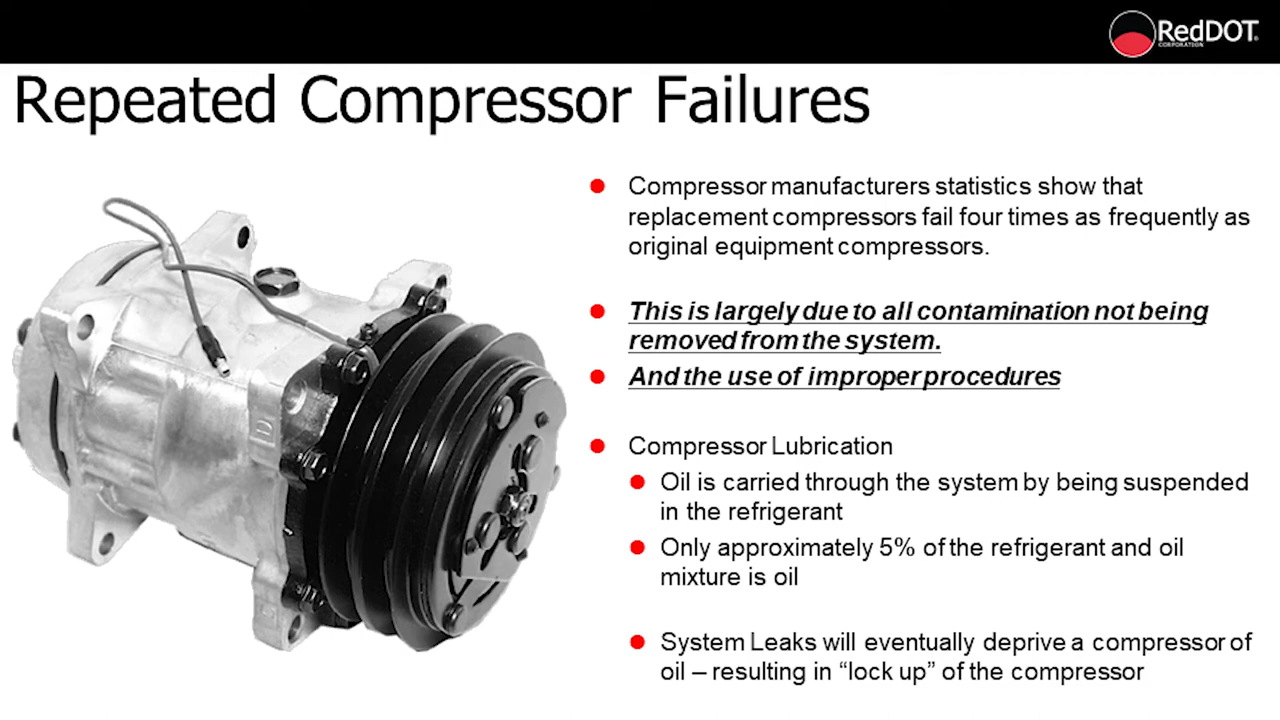 RedDOT®
CORPORATION
Repeated Compressor Failures
Compressor manufacturers statistics show that
replacement compressors fail four times as frequently as
original equipment compressors.
This is largely due to all contamination not being
removed from the system.
And the use of improper procedures
Compressor Lubrication
Oil is carried through the system by being suspended
in the refrigerant
Only approximately 5% of the refrigerant and oil
mixture is oil
System Leaks will eventually deprive a compressor of
oil – resulting in “lock up” of the compressor
D